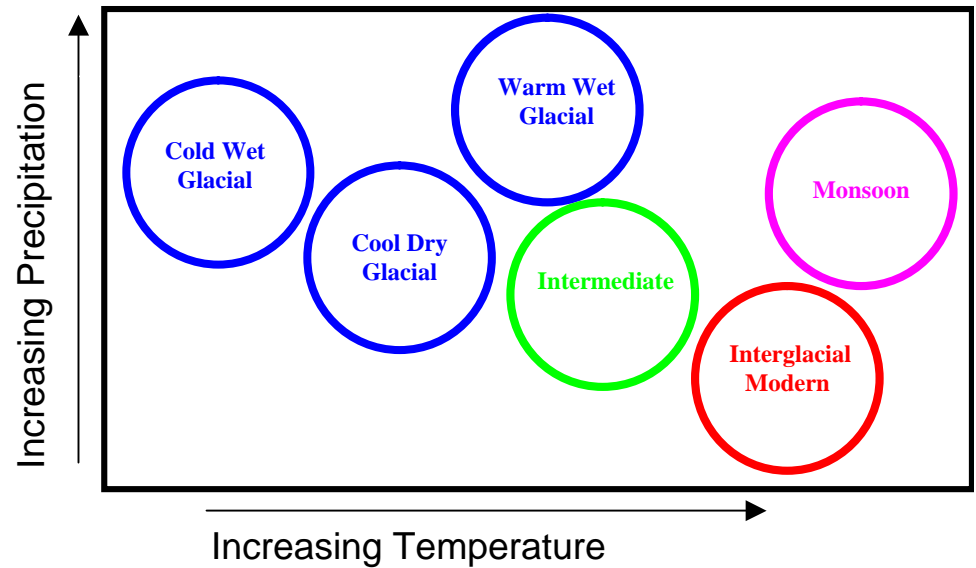 Increasing Precipitation
Warm Wet
Glacial
Cold Wet
Glacial
Monsoon
Cool Dry
Glacial
Intermediate
Interglacial
Modern
Increasing Temperature